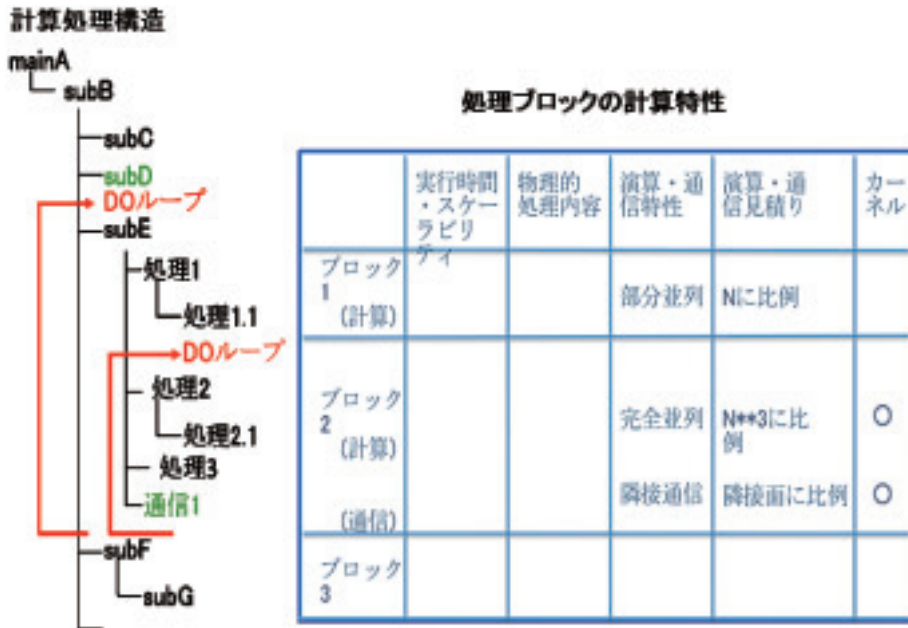 計算処理構造
mainA
subB
subC
subD
DOループ
subE
処理1
処理1.1
DOループ
処理2
処理2.1
処理3
通信1
subF
subG
処理ブロックの計算特性
実行時間
・スケー
ラビリ
ティ
物理的
処理内容
演算・通
信特性
演算・通
信見積り
カー
ネル
ブロック
1
(計算)
部分並列
Nに比例
ブロック
2
(計算)
完全並列
N**3に比
例
○
(通信)
隣接通信
隣接面に比例
○
ブロック
3